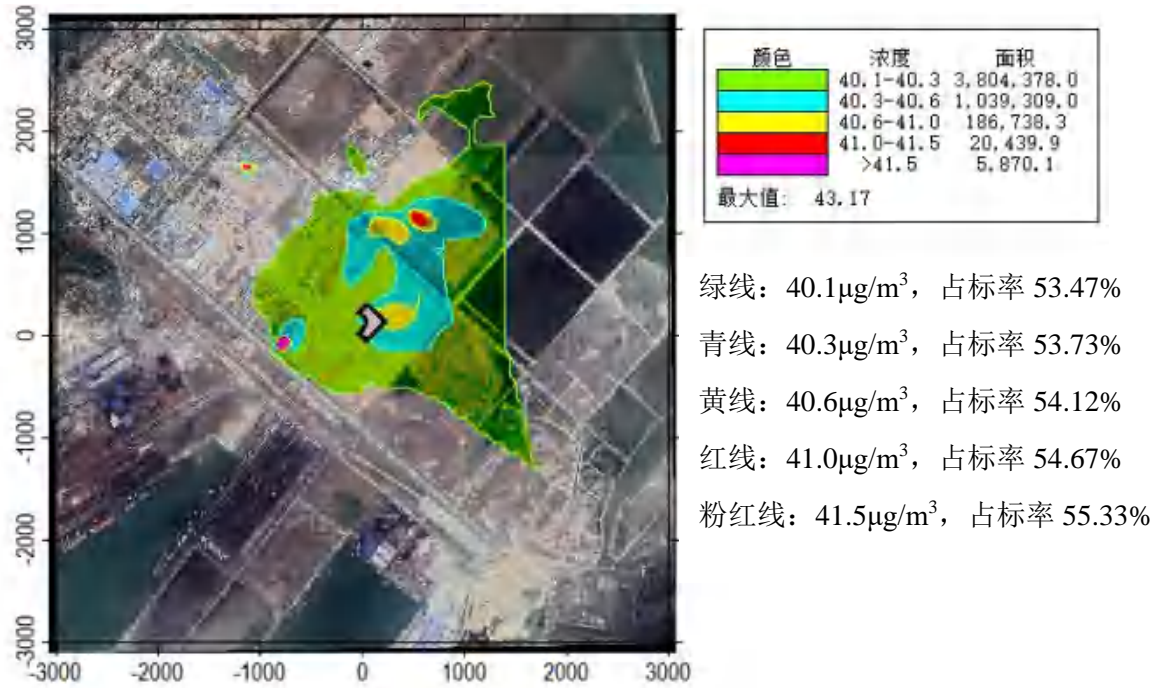 3000
2000
1000
0
-1000
-2000
-3000
-3000 -2000 -1000 0 1000 2000 3000
颜色 浓度 面积
40.1-40.3 3,804,378.0
40.3-40.6 1,039,309.0
40.6-41.0 186,738.3
41.0-41.5 20,439.9
>41.5 5,870.1
最大值: 43.17
绿线：40.1μg/m³，占标率 53.47%
青线：40.3μg/m³，占标率 53.73%
黄线：40.6μg/m³，占标率 54.12%
红线：41.0μg/m³，占标率 54.67%
粉红线：41.5μg/m³，占标率 55.33%